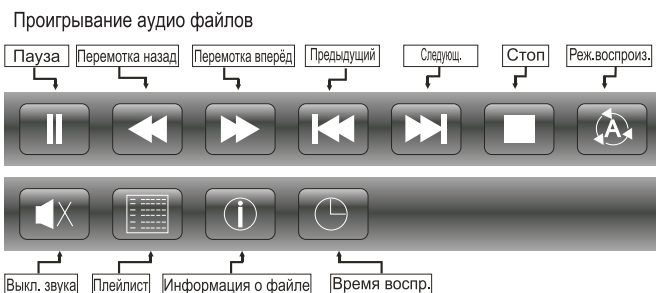 Проигрывание аудио файлов
Пауза Перемотка назад Перемотка вперёд Предыдущий Следующ. Стоп Реж.воспроиз.
A
Выкл. звука Плейлист Информация о файле Время воспр.